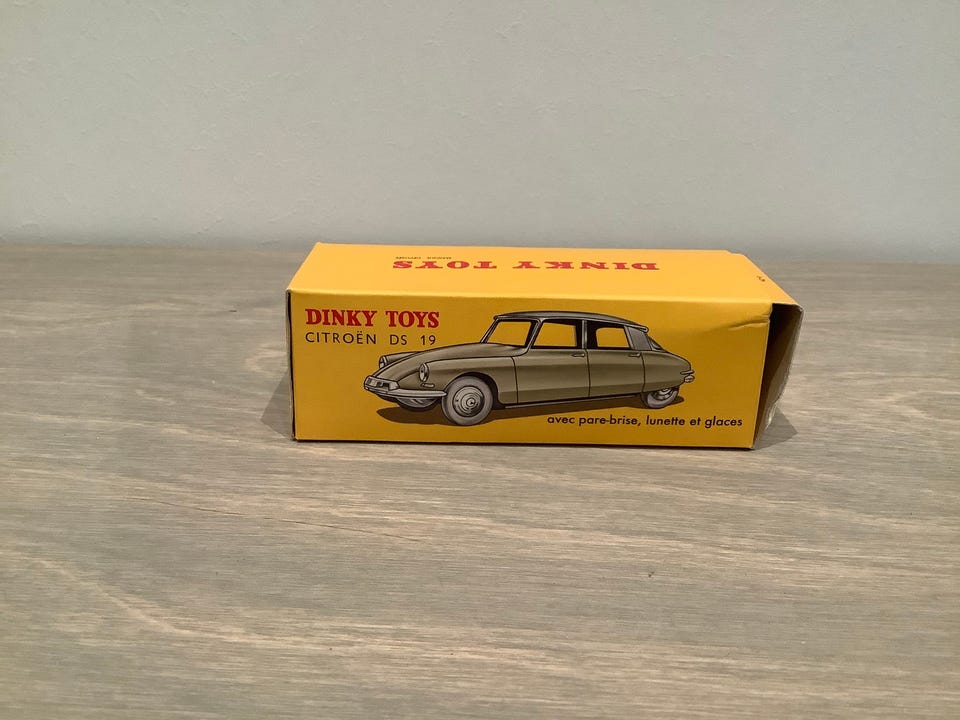 DINKY TOYS
DINKY TOYS
CITROËN DS 19
avec pare-brise, lunette et glaces